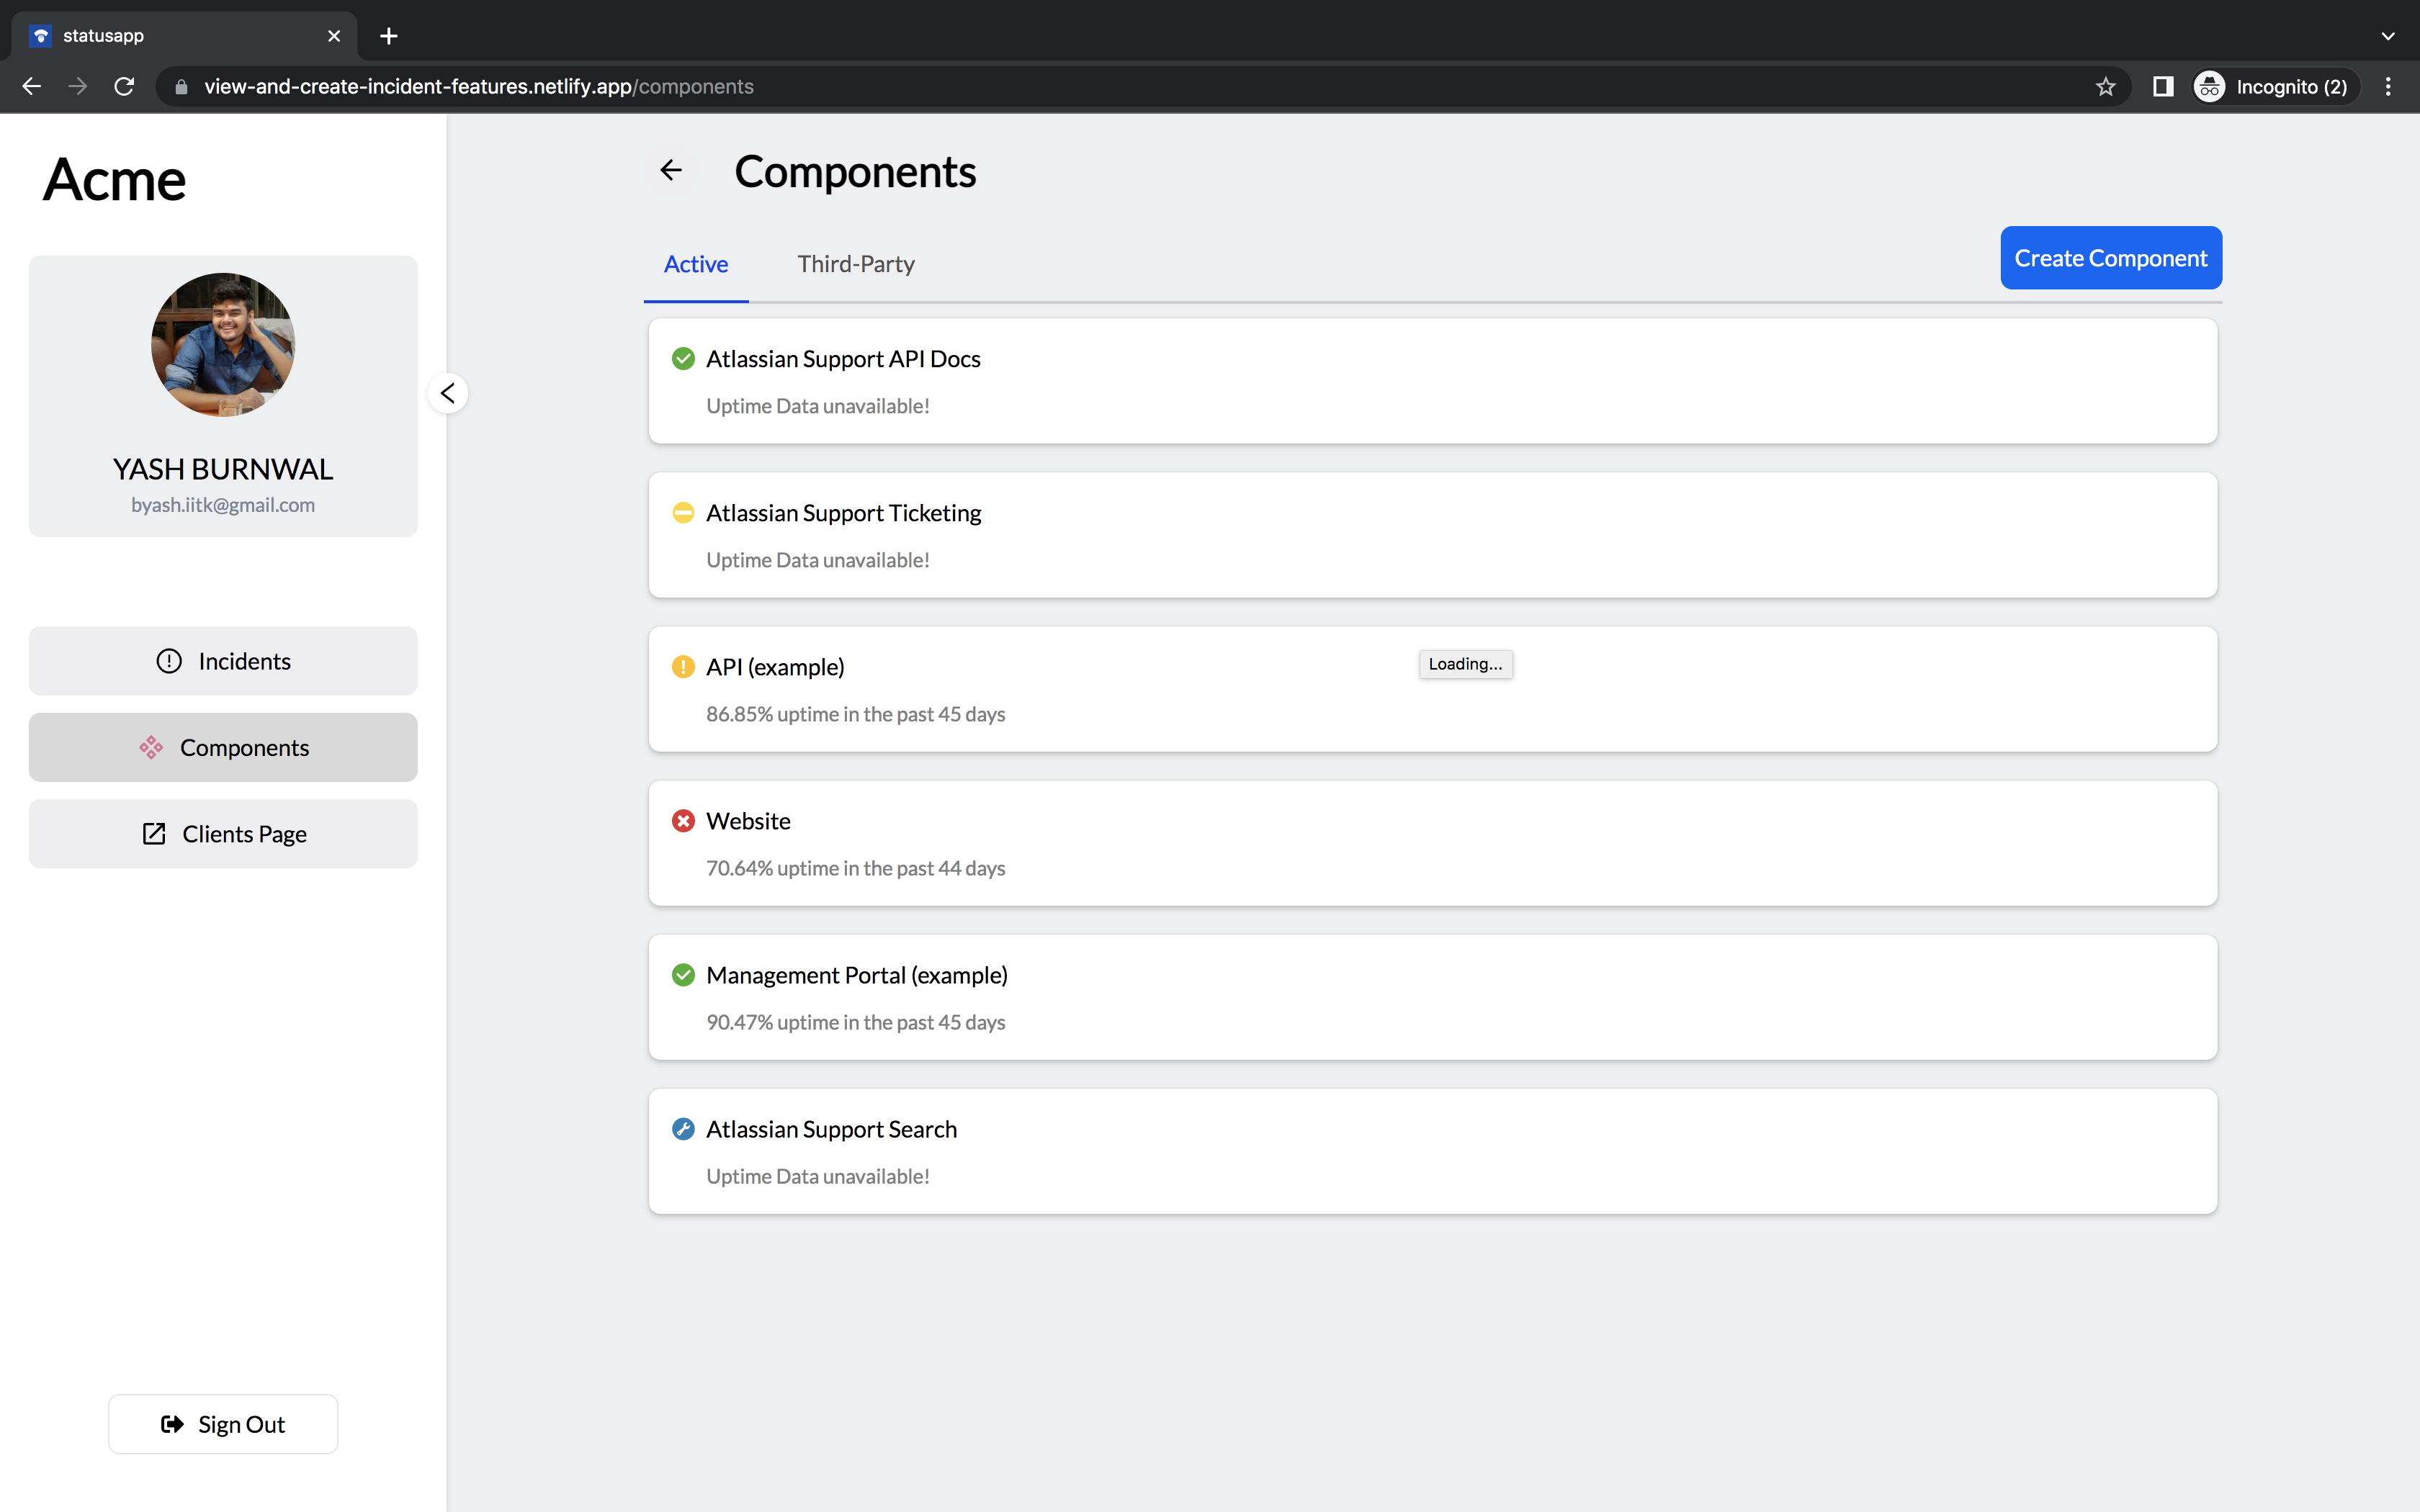 statusapp
view-and-create-incident-features.netlify.app/components
Incognito (2)
Acme
YASH BURNWAL
byash.iitk@gmail.com
Incidents
Components
Clients Page
Sign Out
Components
Active
Third-Party
Create Component
Atlassian Support API Docs
Uptime Data unavailable!
Atlassian Support Ticketing
Uptime Data unavailable!
API (example)
Loading...
86.85% uptime in the past 45 days
Website
70.64% uptime in the past 44 days
Management Portal (example)
90.47% uptime in the past 45 days
Atlassian Support Search
Uptime Data unavailable!